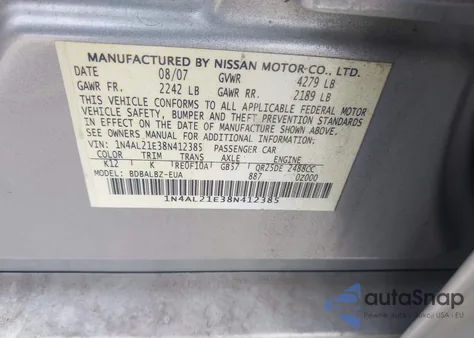 MANUFACTURED BY NISSAN MOTOR CO., LTD.
DATE 08/07 GVWR 4279 LB
GAWR FR. 2242 LB GAWR RR. 2189 LB
THIS VEHICLE CONFORMS TO ALL APPLICABLE FEDERAL MOTOR
VEHICLE SAFETY, BUMPER AND THEFT PREVENTION STANDARDS
IN EFFECT ON THE DATE OF MANUFACTURE SHOWN ABOVE.
SEE OWNERS MANUAL FOR ADDITIONAL INFORMATION
VIN: 1N4AL21E38N412385 PASSENGER CAR
COLOR TRIM TRANS AXLE ENGINE
K12 K RE0F10A GB57 QR25DE 2488CC
MODEL: BDBALBZ-EUA 887 0Z000
1N4AL21E38N412385
autoSnap